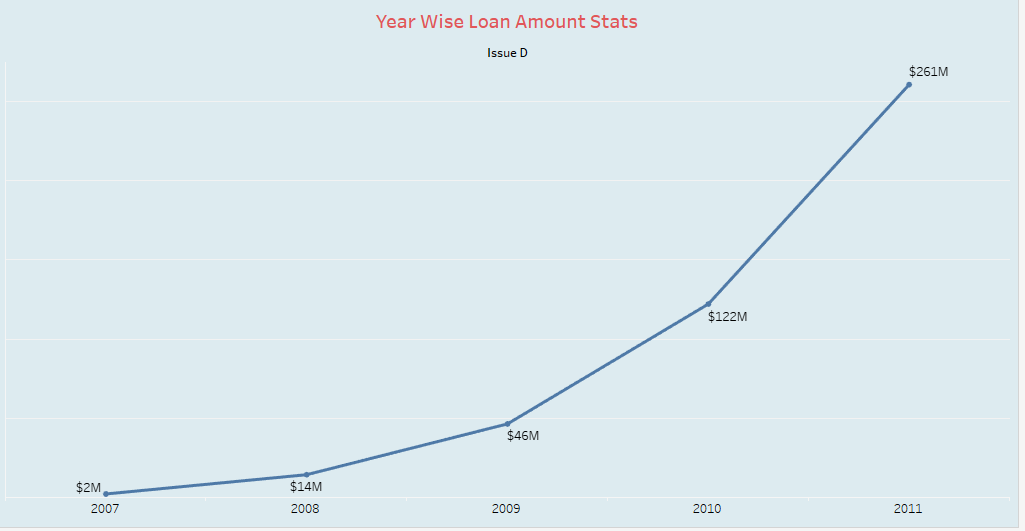 Year Wise Loan Amount Stats
Issue D
$261M
$122M
$46M
$2M
$14M
2007 2008 2009 2010 2011